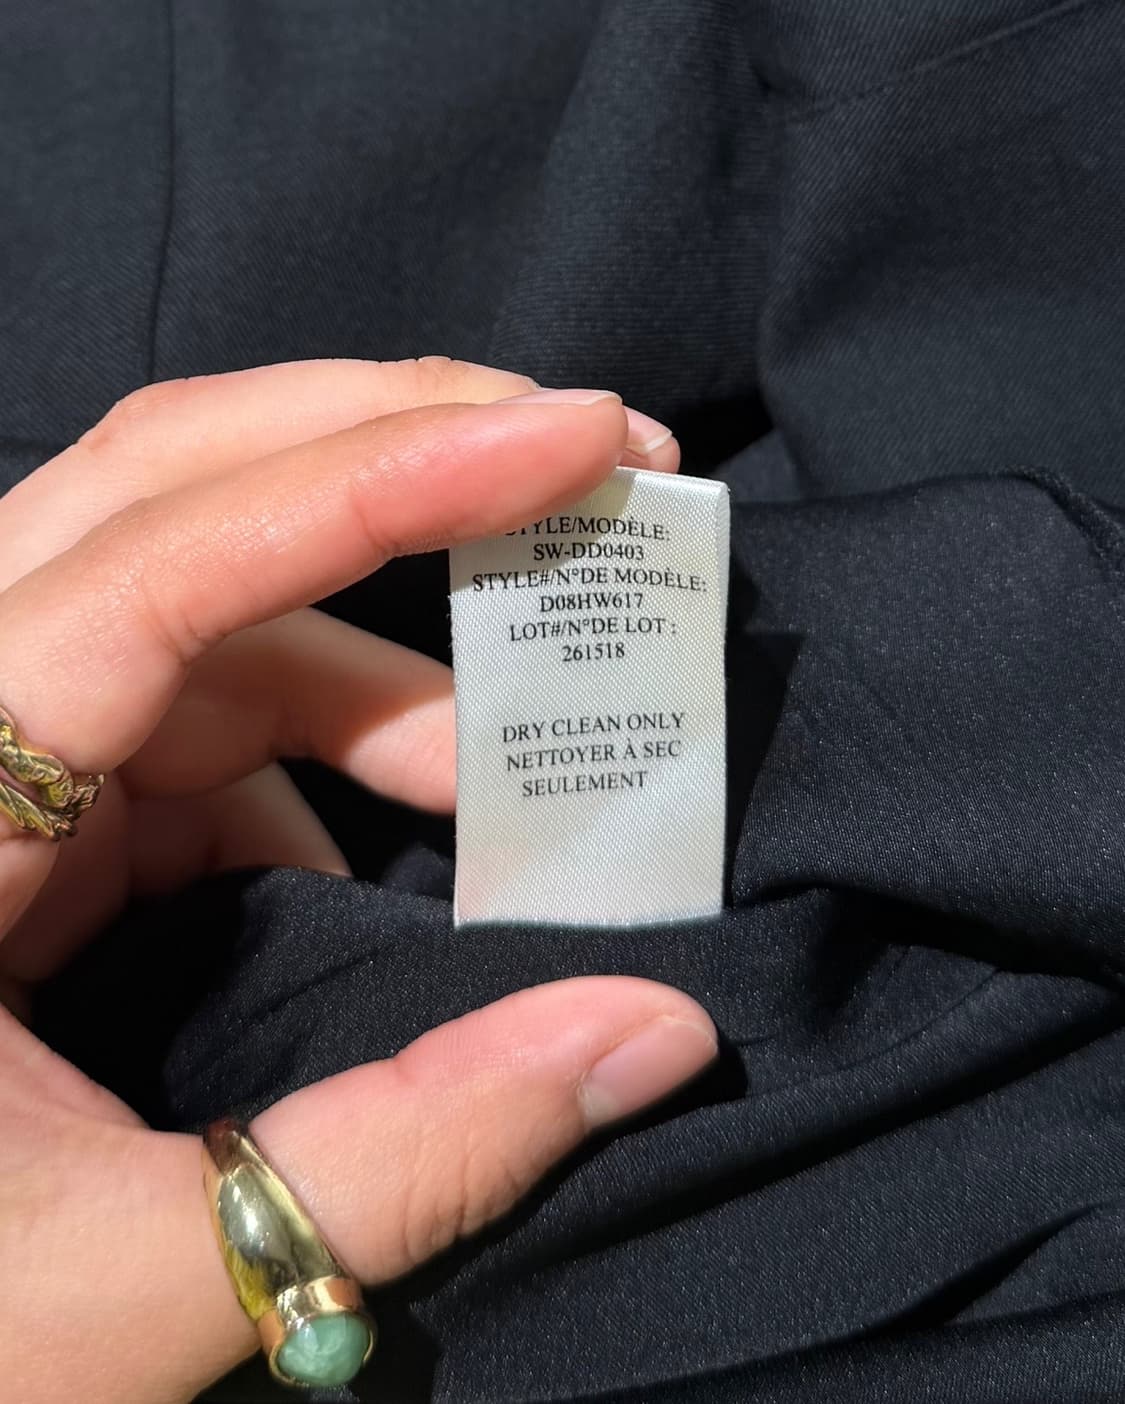 STYLE/MODÈLE:
SW-DD0403
STYLE#/N°DE MODÈLE:
D08HW617
LOT#/N°DE LOT :
261518
DRY CLEAN ONLY
NETTOYER À SEC
SEULEMENT